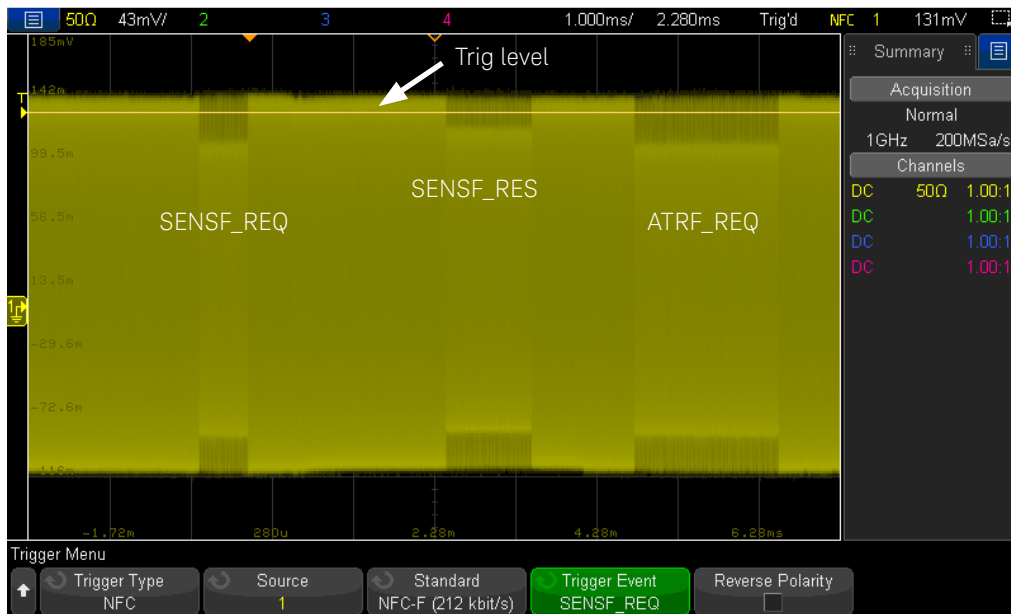 50Ω 43mV/ 2 3 4 1.000ms/ 2.280ms Trig'd NFC 1 131mV
185mV
Trig level
Summary
142m
T
Acquisition
Normal
1GHz 200MSa/s
99.5m
Channels
DC 50Ω 1.00:1
DC 1.00:1
DC 1.00:1
DC 1.00:1
SENSF_RES
56.5m
SENSF_REQ
ATRF_REQ
13.5m
1
-29.6m
-72.6m
-116m
-1.72m 280u 2.28m 4.28m 6.28ms
Trigger Menu
Trigger Type
NFC
Source
1
Standard
NFC-F (212 kbit/s)
Trigger Event
SENSF_REQ
Reverse Polarity